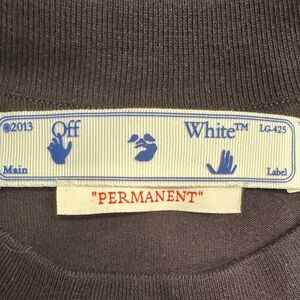 ©2013 Off White™ LG-425
Main Label
"PERMANENT"